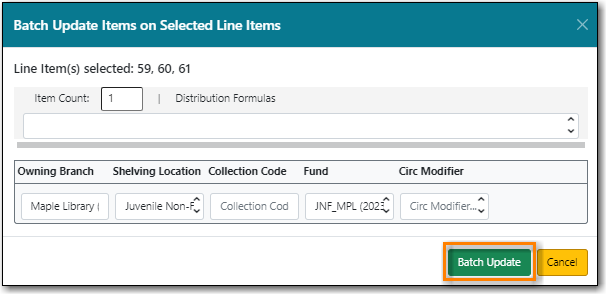 Batch Update Items on Selected Line Items
Line Item(s) selected: 59, 60, 61
Item Count: 1 | Distribution Formulas
Owning Branch Shelving Location Collection Code Fund Circ Modifier
Maple Library ( Juvenile Non-F Collection Cod JNF_MPL (2023 Circ Modifier...
Batch Update Cancel